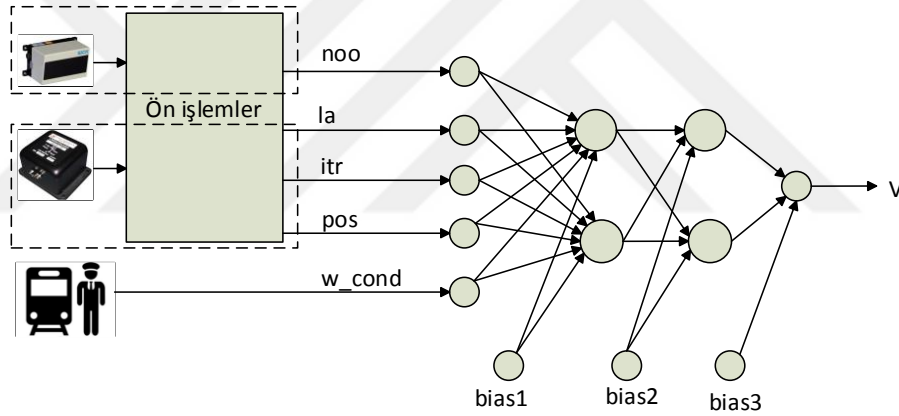 noo
Ön işlemler
la
itr
pos
w_cond
V
bias1
bias2
bias3